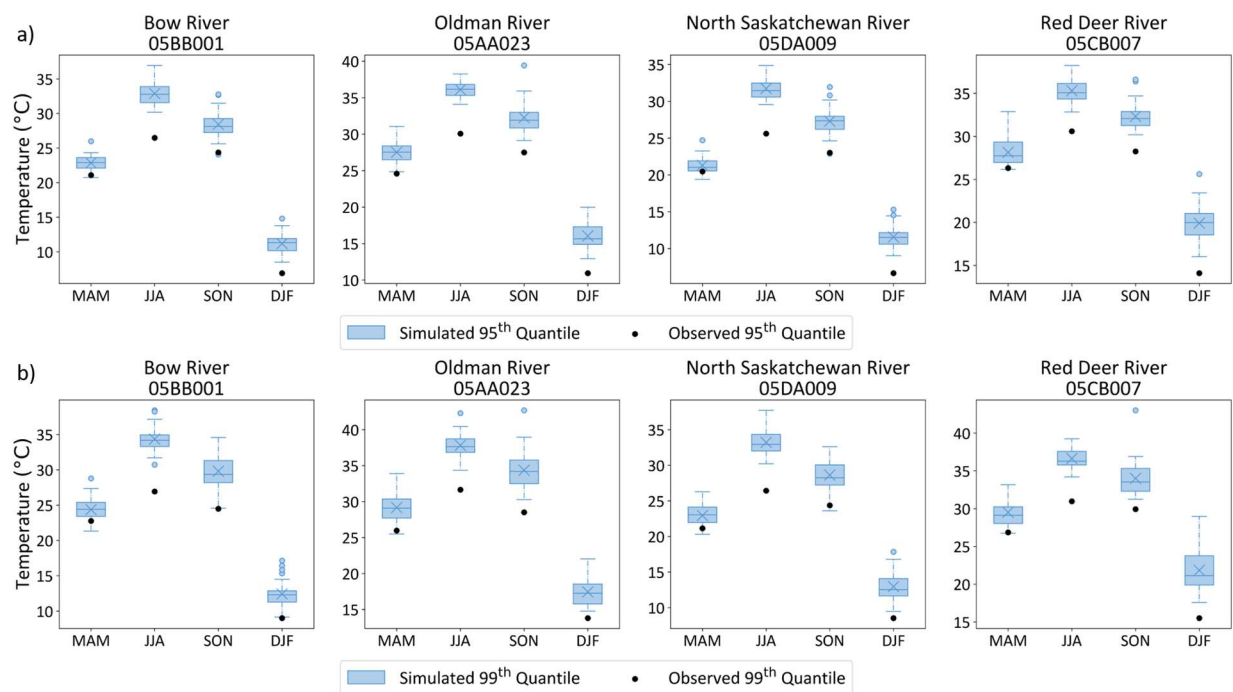 a)
Bow River
05BB001
Oldman River
05AA023
North Saskatchewan River
05DA009
Red Deer River
05CB007
Temperature (°C)
35
30
25
20
15
10
MAM JJA SON DJF
40
35
30
25
20
15
10
MAM JJA SON DJF
35
30
25
20
15
10
MAM JJA SON DJF
35
30
25
20
15
MAM JJA SON DJF
Simulated 95th Quantile
Observed 95th Quantile
b)
Bow River
05BB001
Oldman River
05AA023
North Saskatchewan River
05DA009
Red Deer River
05CB007
Temperature (°C)
35
30
25
20
15
10
MAM JJA SON DJF
40
35
30
25
20
15
MAM JJA SON DJF
35
30
25
20
15
10
MAM JJA SON DJF
40
35
30
25
20
15
MAM JJA SON DJF
Simulated 99th Quantile
Observed 99th Quantile